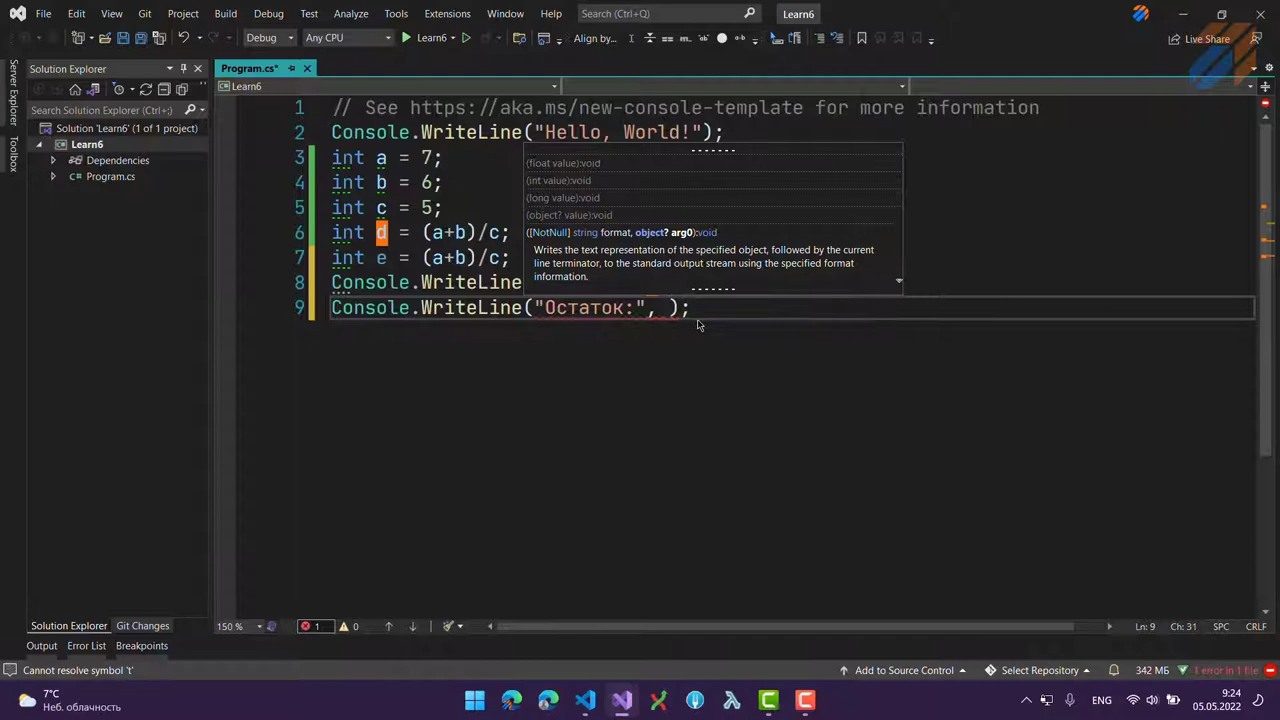 File Edit View Git Project Build Debug Test Analyze Tools Extensions Window Help Search (Ctrl+Q) Learn6
Debug Any CPU Learn6 Align by... Live Share
Server Explorer
Toolbox
Solution Explorer
Search Solution Explorer (Ctrl+;)
Solution 'Learn6' (1 of 1 project)
Learn6
Dependencies
Program.cs
Program.cs*
Learn6
1 // See https://aka.ms/new-console-template for more information
2 Console.WriteLine("Hello, World!");
3 int a = 7;
4 int b = 6;
5 int c = 5;
6 int d = (a+b)/c;
7 int e = (a+b)/c;
8 Console.WriteLine
9 Console.WriteLine("Остаток:", );
(float value):void
(int value):void
(long value):void
(object? value):void
([NotNull] string format, object? arg0):void
Writes the text representation of the specified object, followed by the current
line terminator, to the standard output stream using the specified format
information.
Solution Explorer Git Changes
150 % 1 0 Ln: 9 Ch: 31 SPC CRLF
Output Error List Breakpoints
Cannot resolve symbol 't' Add to Source Control Select Repository 342 МБ 1 error in 1 file
7°C
Неб. облачность
ENG
9:24
05.05.2022